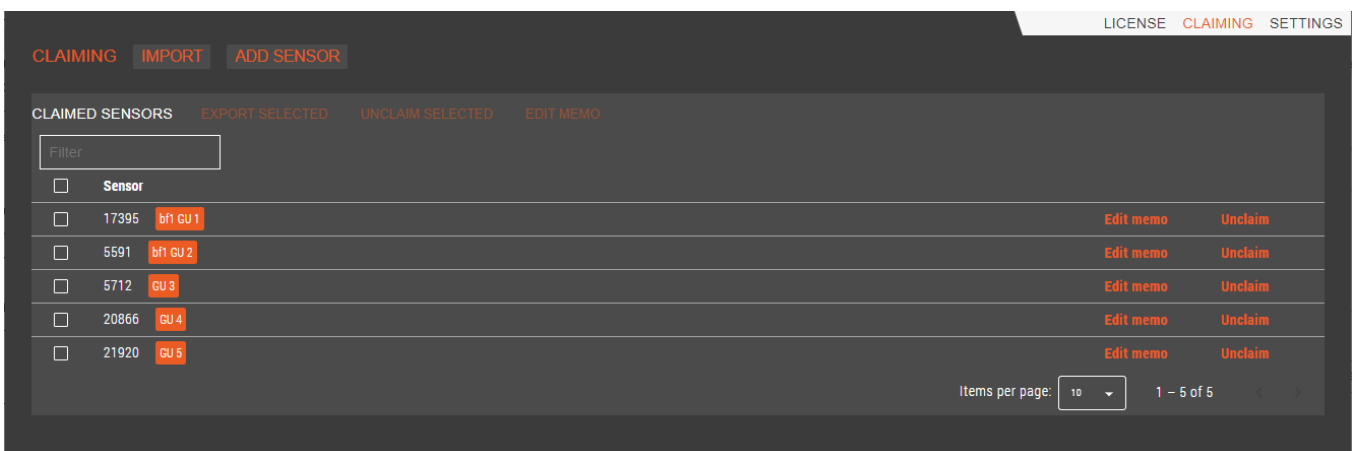 LICENSE CLAIMING SETTINGS
CLAIMING IMPORT ADD SENSOR
CLAIMED SENSORS EXPORT SELECTED UNCLAIM SELECTED EDIT MEMO
Filter
Sensor
17395 bf1 GU 1 Edit memo Unclaim
5591 bf1 GU 2 Edit memo Unclaim
5712 GU 3 Edit memo Unclaim
20866 GU 4 Edit memo Unclaim
21920 GU 5 Edit memo Unclaim
Items per page: 10 1 – 5 of 5